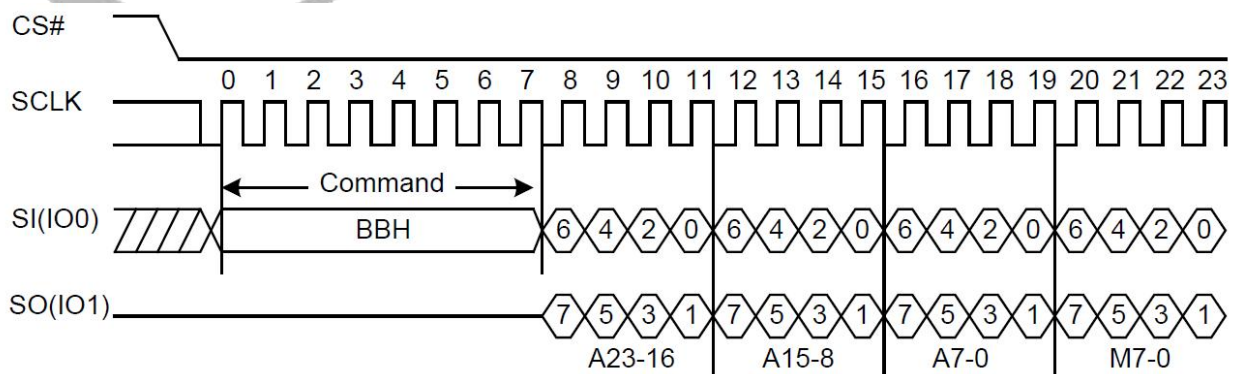 CS#
0 1 2 3 4 5 6 7 8 9 10 11 12 13 14 15 16 17 18 19 20 21 22 23
SCLK
Command
SI(IO0) BBH 6 4 2 0 6 4 2 0 6 4 2 0 6 4 2 0
SO(IO1) 7 5 3 1 7 5 3 1 7 5 3 1 7 5 3 1
A23-16 A15-8 A7-0 M7-0